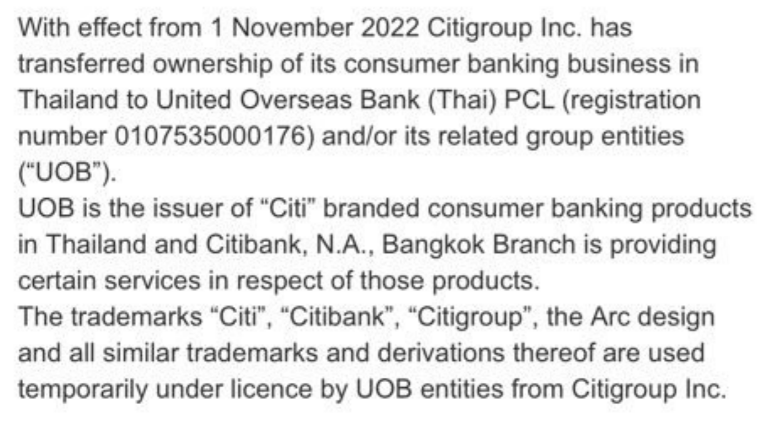 With effect from 1 November 2022 Citigroup Inc. has
transferred ownership of its consumer banking business in
Thailand to United Overseas Bank (Thai) PCL (registration
number 0107535000176) and/or its related group entities
(“UOB”).
UOB is the issuer of “Citi” branded consumer banking products
in Thailand and Citibank, N.A., Bangkok Branch is providing
certain services in respect of those products.
The trademarks “Citi”, “Citibank”, “Citigroup”, the Arc design
and all similar trademarks and derivations thereof are used
temporarily under licence by UOB entities from Citigroup Inc.